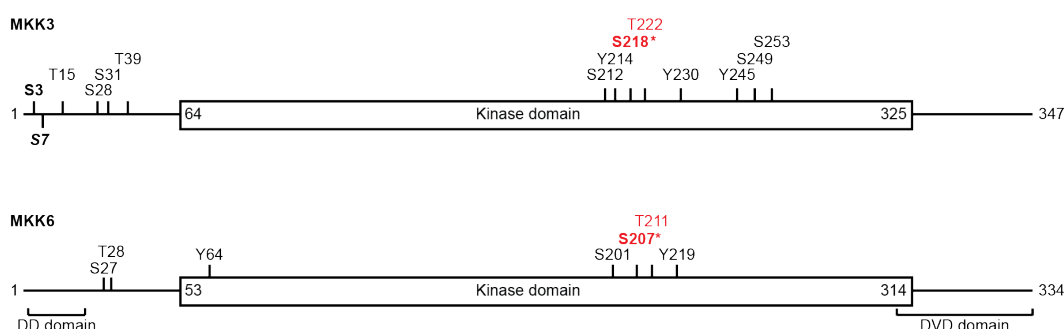 MKK3
T222
S218*
S253
T39
Y214
S249
S31
S3
T15
S28
S212
Y230
Y245
1
64
Kinase domain
325
347
S7
MKK6
T211
T28
S207*
S27
Y64
S201
Y219
1
53
Kinase domain
314
334
DD domain
DVD domain